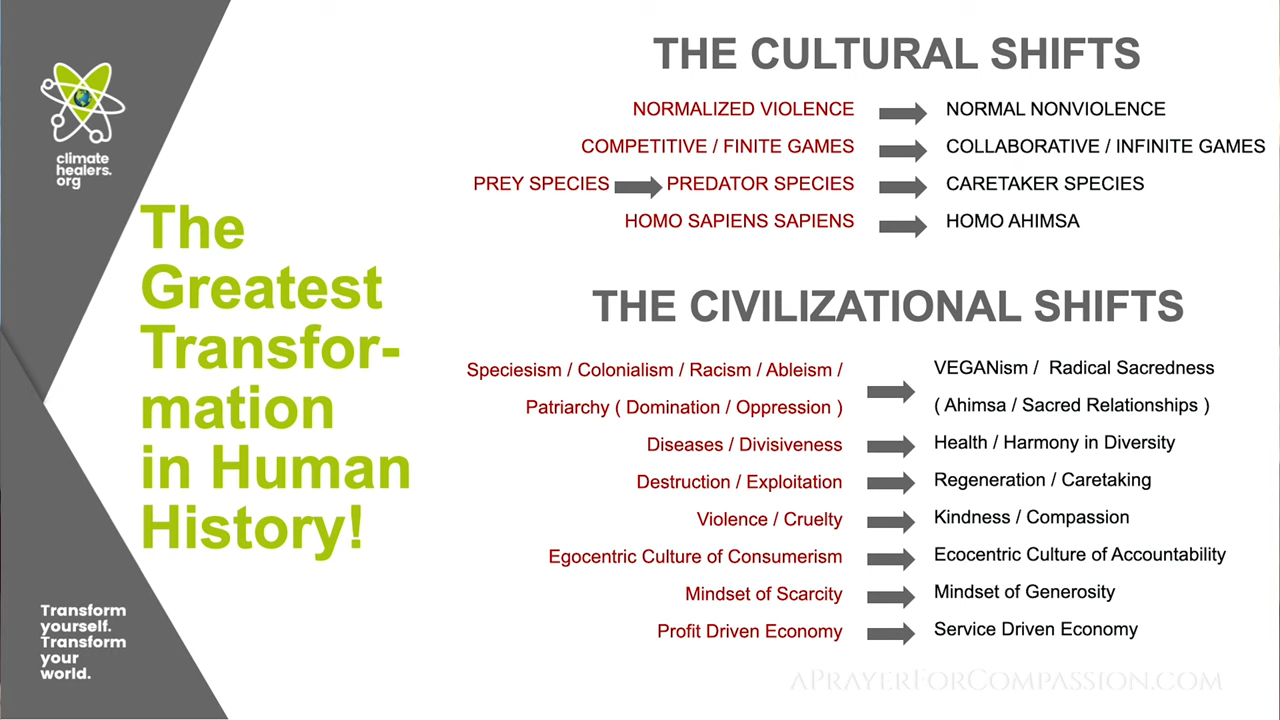 climate
healers.
org
The
Greatest
Transfor-
mation
in Human
History!
Transform
yourself.
Transform
your
world.
THE CULTURAL SHIFTS
NORMALIZED VIOLENCE NORMAL NONVIOLENCE
COMPETITIVE / FINITE GAMES COLLABORATIVE / INFINITE GAMES
PREY SPECIES PREDATOR SPECIES CARETAKER SPECIES
HOMO SAPIENS SAPIENS HOMO AHIMSA
THE CIVILIZATIONAL SHIFTS
Speciesism / Colonialism / Racism / Ableism / VEGANism / Radical Sacredness
Patriarchy ( Domination / Oppression ) ( Ahimsa / Sacred Relationships )
Diseases / Divisiveness Health / Harmony in Diversity
Destruction / Exploitation Regeneration / Caretaking
Violence / Cruelty Kindness / Compassion
Egocentric Culture of Consumerism Ecocentric Culture of Accountability
Mindset of Scarcity Mindset of Generosity
Profit Driven Economy Service Driven Economy
aPrayerForCompassion.com